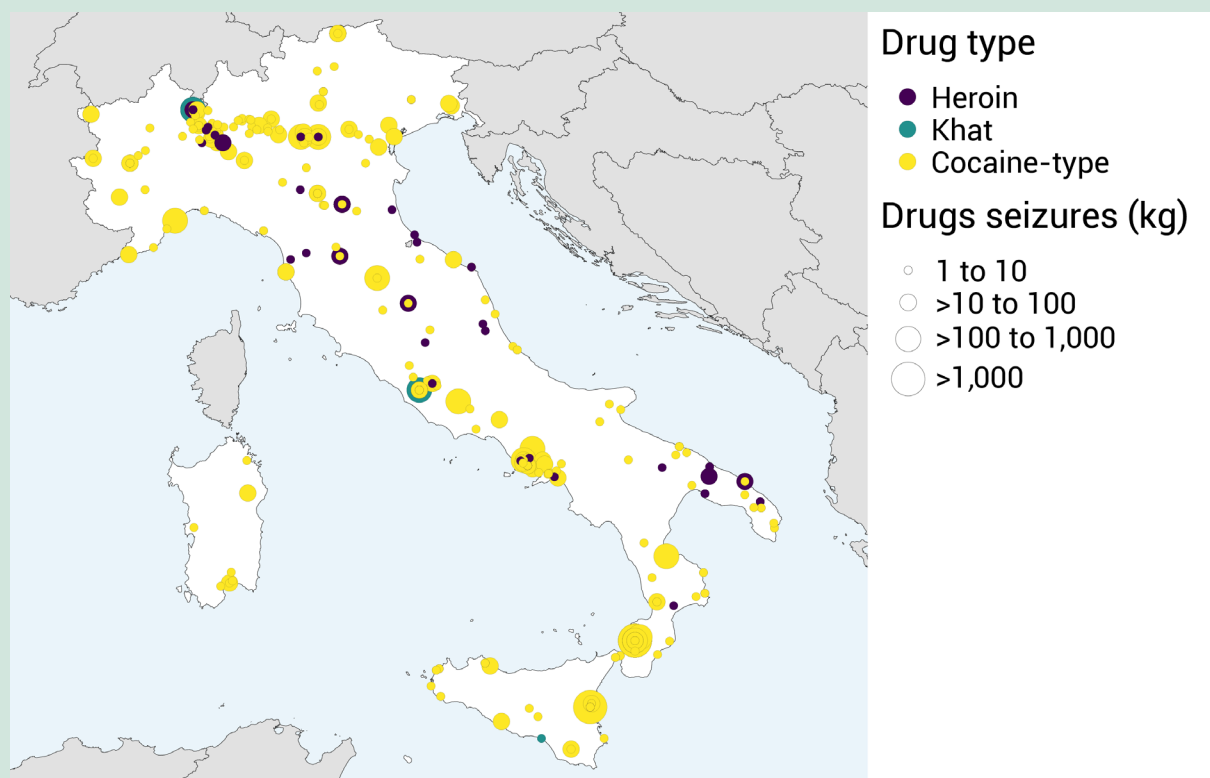 Drug type
Heroin
Khat
Cocaine-type
Drugs seizures (kg)
1 to 10
>10 to 100
>100 to 1,000
>1,000